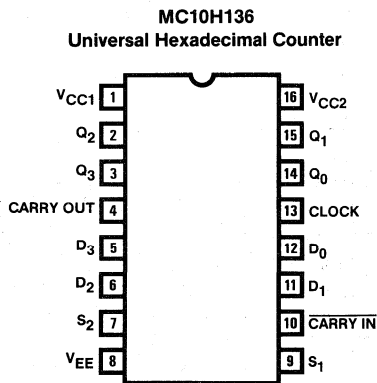 MC10H136
Universal Hexadecimal Counter
VCC1 1 16 VCC2
Q2 2 15 Q1
Q3 3 14 Q0
CARRY OUT 4 13 CLOCK
D3 5 12 D0
D2 6 11 D1
S2 7 10 CARRY IN
VEE 8 9 S1